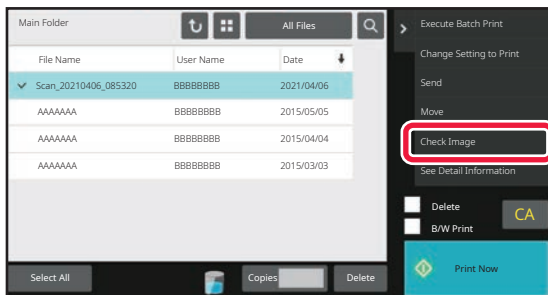 Main Folder
All Files
File Name User Name Date
Scan_20210406_085320 BBBBBBBB 2021/04/06
AAAAAAA BBBBBBBB 2015/05/05
AAAAAAA BBBBBBBB 2015/04/04
AAAAAAA BBBBBBBB 2015/03/03
Select All
Copies
Delete
Execute Batch Print
Change Setting to Print
Send
Move
Check Image
See Detail Information
Delete
B/W Print
CA
Print Now